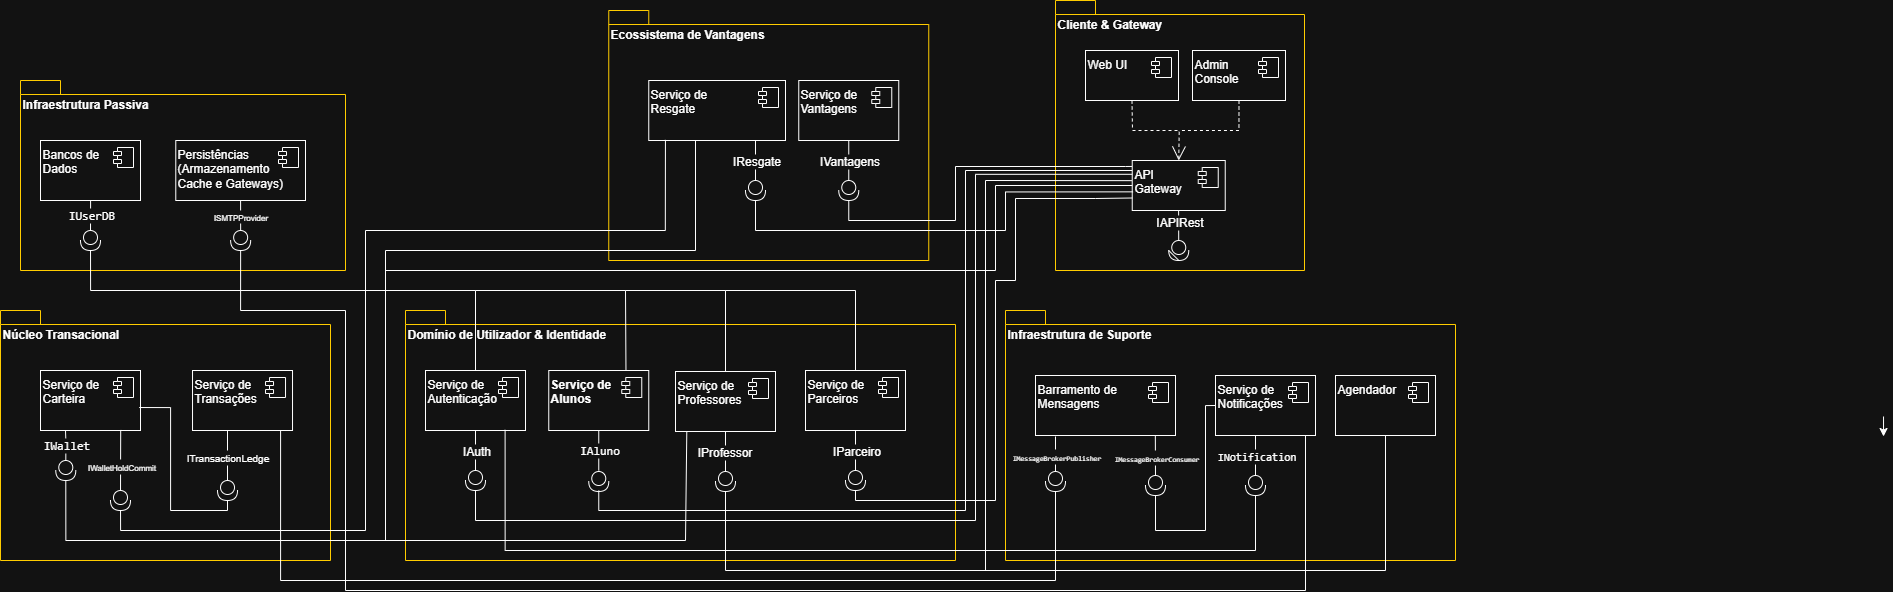 Ecossistema de Vantagens
Serviço de
Resgate
Serviço de
Vantagens
IResgate
IVantagens
Cliente & Gateway
Web UI
Admin
Console
API
Gateway
IAPIRest
Infraestrutura Passiva
Bancos de
Dados
Persistências
(Armazenamento
Cache e Gateways)
IUserDB
ISMTPProvider
Núcleo Transacional
Serviço de
Carteira
Serviço de
Transações
IWallet
IWalletHoldCommit
ITransactionLedge
Domínio de Utilizador & Identidade
Serviço de
Autenticação
Serviço de
Alunos
Serviço de
Professores
Serviço de
Parceiros
IAuth
IAluno
IProfessor
IParceiro
Infraestrutura de Suporte
Barramento de
Mensagens
Serviço de
Notificações
Agendador
IMessageBrokerPublisher
IMessageBrokerConsumer
INotification